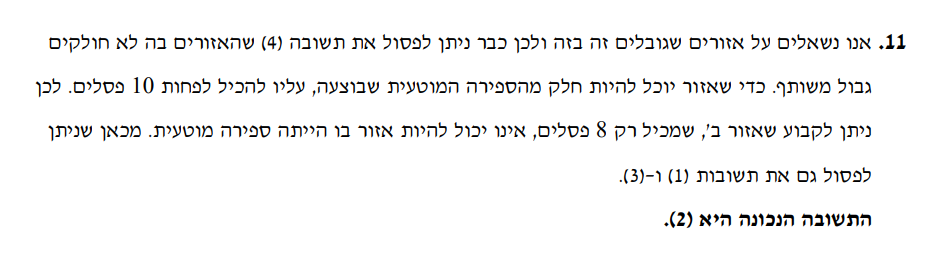 11. אנו נשאלים על אזורים שגובלים זה בזה ולכן כבר ניתן לפסול את תשובה (4) שהאזורים בה לא חולקים
גבול משותף. כדי שאזור יוכל להיות חלק מהספירה המוטעית שבוצעה, עליו להכיל לפחות 10 פסלים. לכן
ניתן לקבוע שאזור ב', שמכיל רק 8 פסלים, אינו יכול להיות אזור בו הייתה ספירה מוטעית. מכאן שניתן
לפסול גם את תשובות (1) ו-(3).
התשובה הנכונה היא (2).